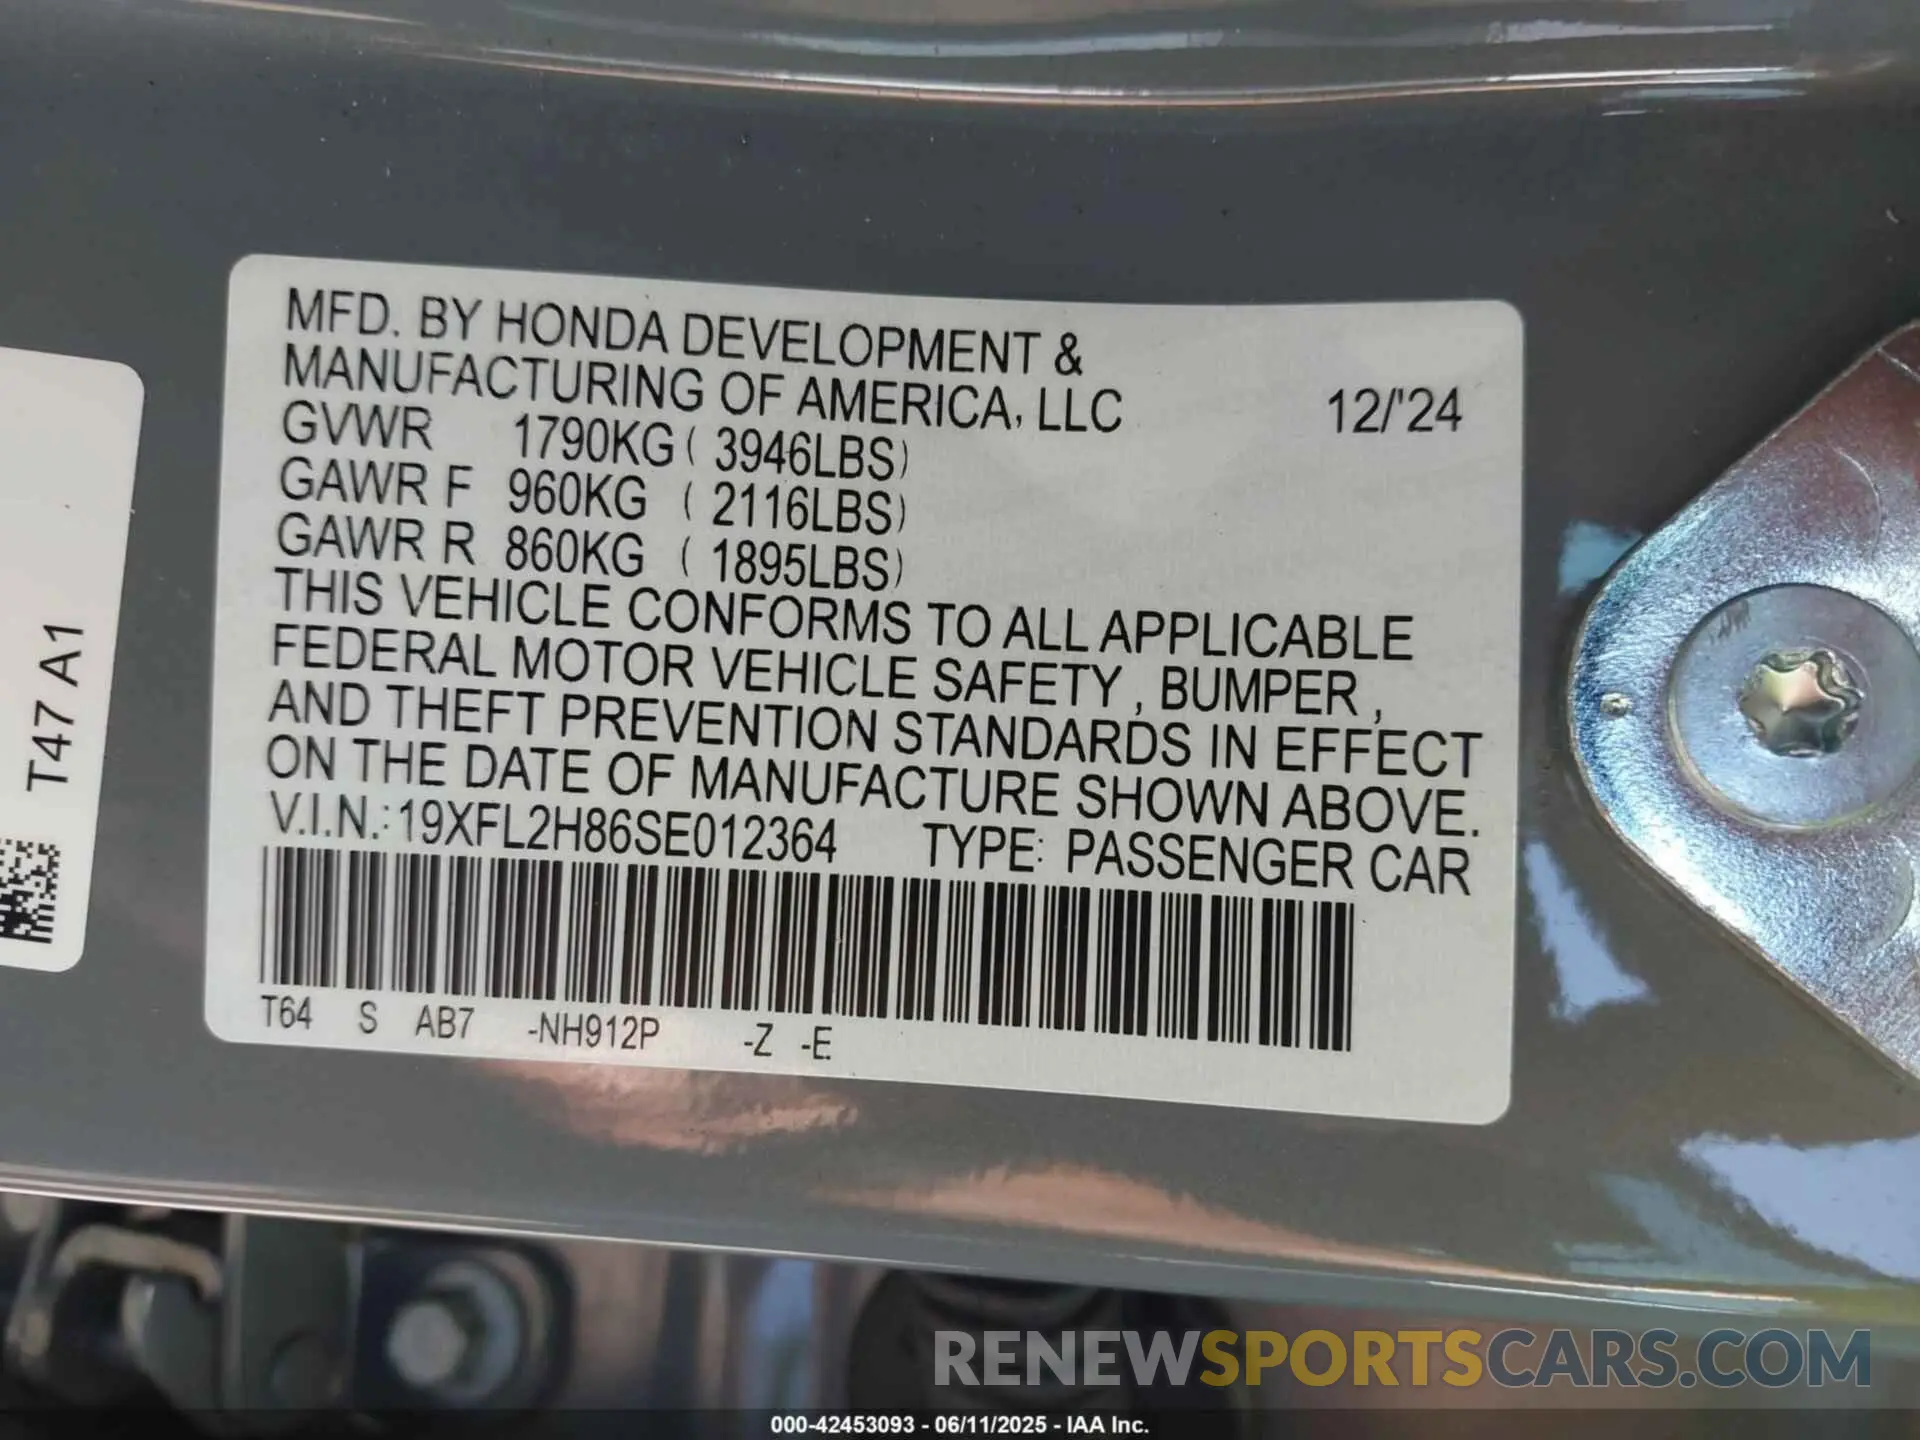 MFD. BY HONDA DEVELOPMENT &
MANUFACTURING OF AMERICA, LLC 12/'24
GVWR 1790KG ( 3946LBS)
GAWR F 960KG ( 2116LBS)
GAWR R 860KG ( 1895LBS)
THIS VEHICLE CONFORMS TO ALL APPLICABLE
FEDERAL MOTOR VEHICLE SAFETY , BUMPER ,
AND THEFT PREVENTION STANDARDS IN EFFECT
ON THE DATE OF MANUFACTURE SHOWN ABOVE.
V.I.N.: 19XFL2H86SE012364 TYPE: PASSENGER CAR
T64 S AB7 -NH912P -Z -E
T47 A1
RENEWSPORTSCARS.COM
000-42453093 - 06/11/2025 - IAA Inc.